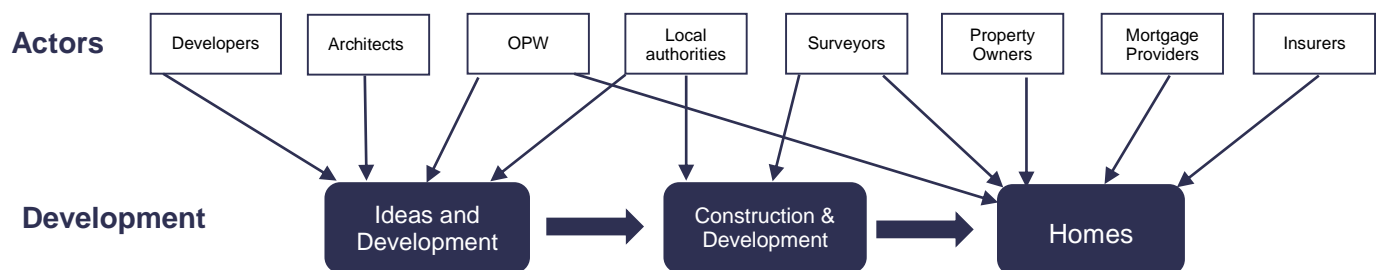 Actors
Developers
Architects
OPW
Local
authorities
Surveyors
Property
Owners
Mortgage
Providers
Insurers
Development
Ideas and
Development
Construction &
Development
Homes